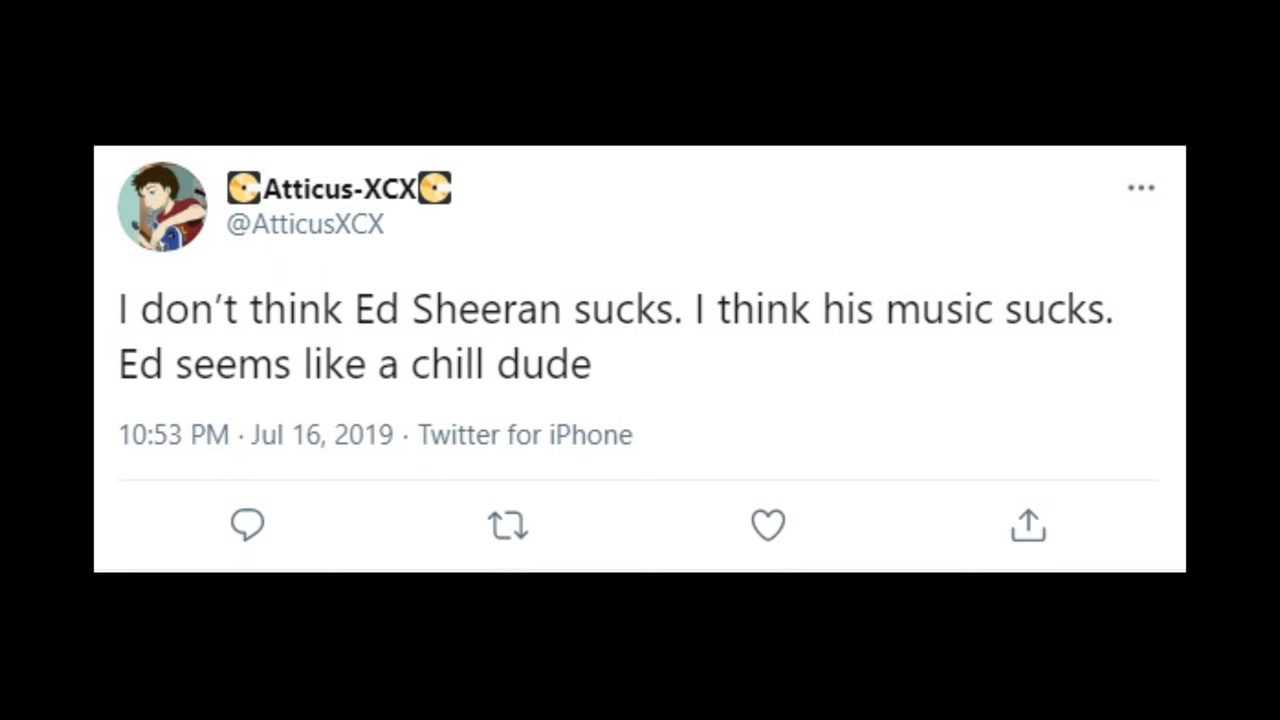 💽Atticus-XCX💽
@AtticusXCX
I don’t think Ed Sheeran sucks. I think his music sucks.
Ed seems like a chill dude
10:53 PM · Jul 16, 2019 · Twitter for iPhone